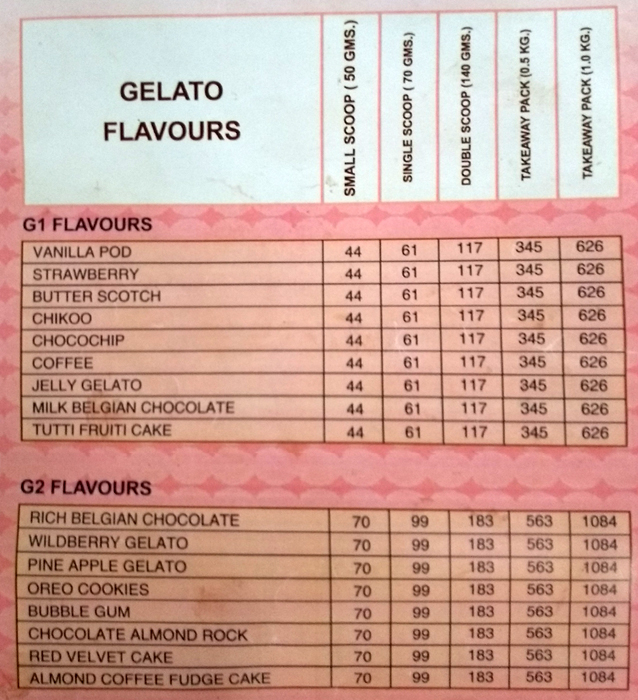 GELATO
FLAVOURS
SMALL SCOOP ( 50 GMS.)
SINGLE SCOOP ( 70 GMS.)
DOUBLE SCOOP (140 GMS.)
TAKEAWAY PACK (0.5 KG.)
TAKEAWAY PACK (1.0 KG.)
G1 FLAVOURS
VANILLA POD 44 61 117 345 626
STRAWBERRY 44 61 117 345 626
BUTTER SCOTCH 44 61 117 345 626
CHIKOO 44 61 117 345 626
CHOCOCHIP 44 61 117 345 626
COFFEE 44 61 117 345 626
JELLY GELATO 44 61 117 345 626
MILK BELGIAN CHOCOLATE 44 61 117 345 626
TUTTI FRUITI CAKE 44 61 117 345 626
G2 FLAVOURS
RICH BELGIAN CHOCOLATE 70 99 183 563 1084
WILDBERRY GELATO 70 99 183 563 1084
PINE APPLE GELATO 70 99 183 563 1084
OREO COOKIES 70 99 183 563 1084
BUBBLE GUM 70 99 183 563 1084
CHOCOLATE ALMOND ROCK 70 99 183 563 1084
RED VELVET CAKE 70 99 183 563 1084
ALMOND COFFEE FUDGE CAKE 70 99 183 563 1084